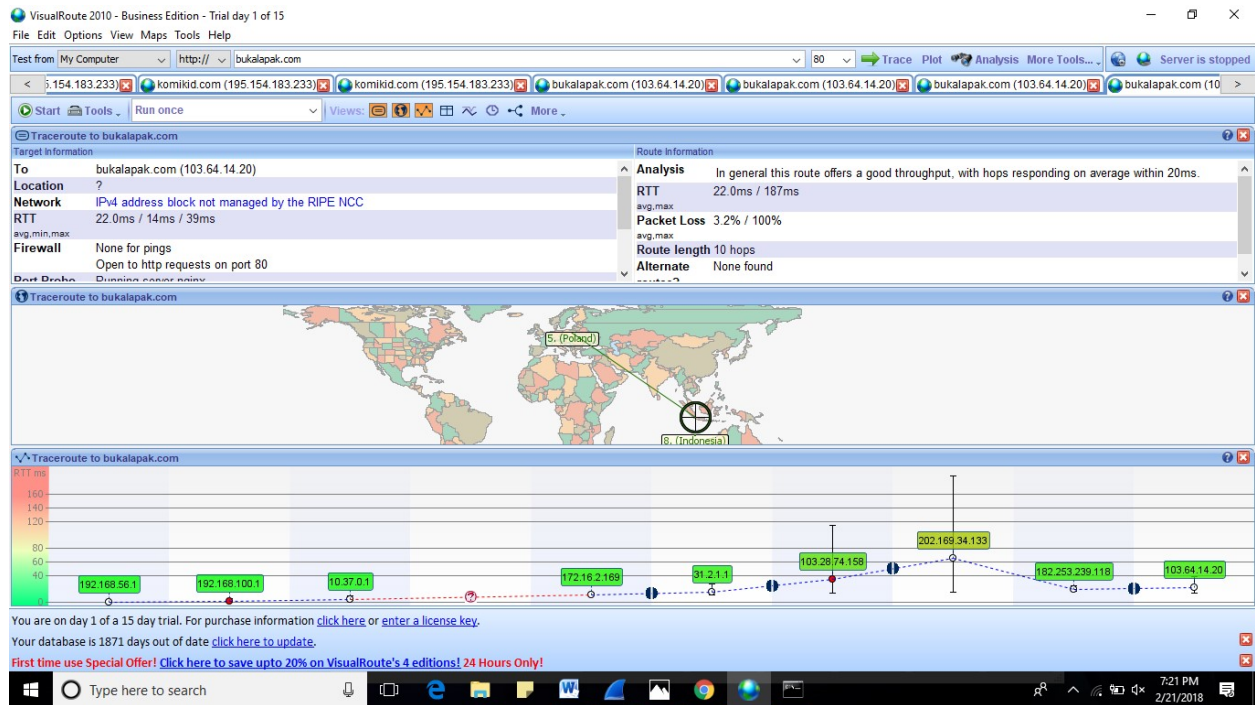 VisualRoute 2010 - Business Edition - Trial day 1 of 15
File Edit Options View Maps Tools Help
Test from My Computer http:// bukalapak.com 80 Trace Plot Analysis More Tools... Server is stopped
< 5.154.183.233) komikid.com (195.154.183.233) komikid.com (195.154.183.233) bukalapak.com (103.64.14.20) bukalapak.com (103.64.14.20) bukalapak.com (103.64.14.20) bukalapak.com (10 >
Start Tools Run once Views: More
Traceroute to bukalapak.com
Target Information
To bukalapak.com (103.64.14.20)
Location ?
Network IPv4 address block not managed by the RIPE NCC
RTT 22.0ms / 14ms / 39ms
avg,min,max
Firewall None for pings
Open to http requests on port 80
Port Probe Running server nginx
Route Information
Analysis In general this route offers a good throughput, with hops responding on average within 20ms.
RTT 22.0ms / 187ms
avg,max
Packet Loss 3.2% / 100%
avg,max
Route length 10 hops
Alternate None found
Traceroute to bukalapak.com
5. (Poland)
8. (Indonesia)
Traceroute to bukalapak.com
RTT ms
160
140
120
80
60
40
0
192.168.56.1
192.168.100.1
10.37.0.1
?
172.16.2.169
31.2.1.1
103.28.74.158
202.169.34.133
182.253.239.118
103.64.14.20
You are on day 1 of a 15 day trial. For purchase information click here or enter a license key.
Your database is 1871 days out of date click here to update.
First time use Special Offer! Click here to save upto 20% on VisualRoute's 4 editions! 24 Hours Only!
Type here to search
7:21 PM
2/21/2018